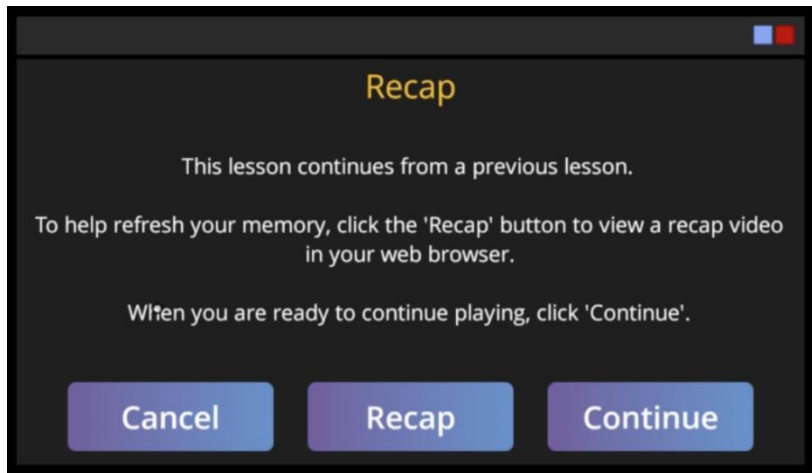 Recap
This lesson continues from a previous lesson.
To help refresh your memory, click the 'Recap' button to view a recap video
in your web browser.
When you are ready to continue playing, click 'Continue'.
Cancel
Recap
Continue